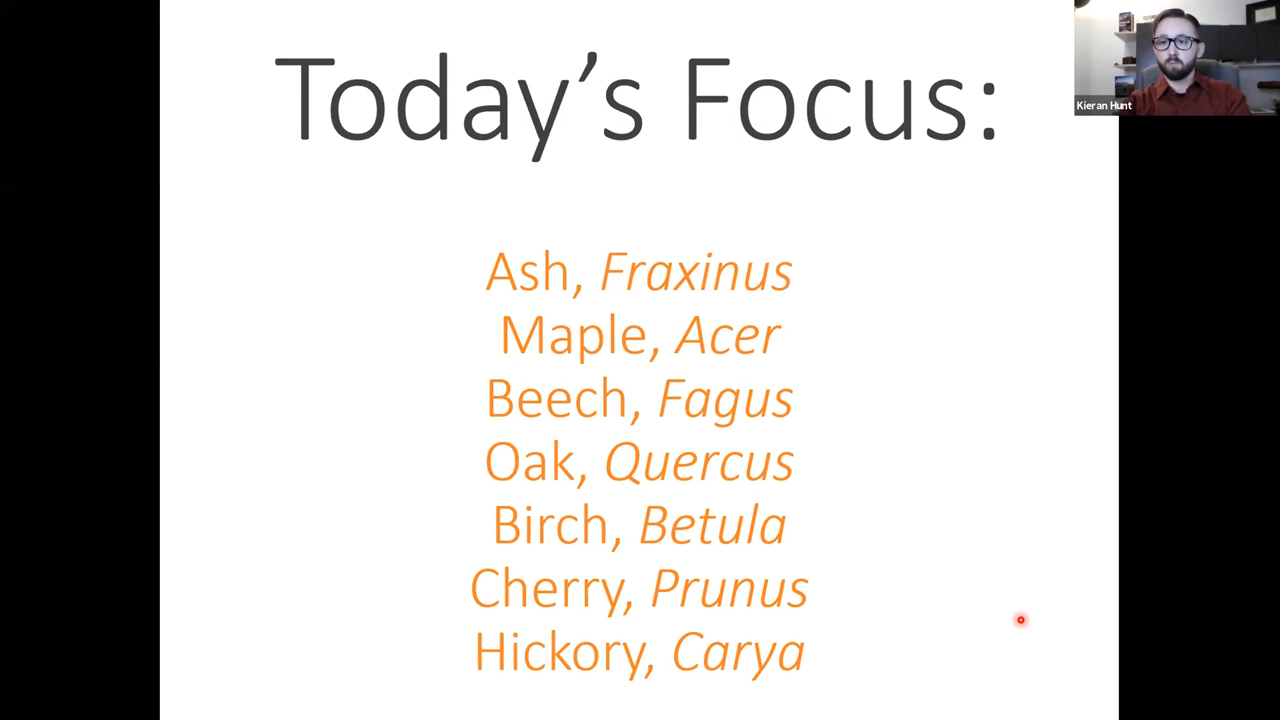 Today’s Focus:
Kieran Hunt
Ash, Fraxinus
Maple, Acer
Beech, Fagus
Oak, Quercus
Birch, Betula
Cherry, Prunus
Hickory, Carya